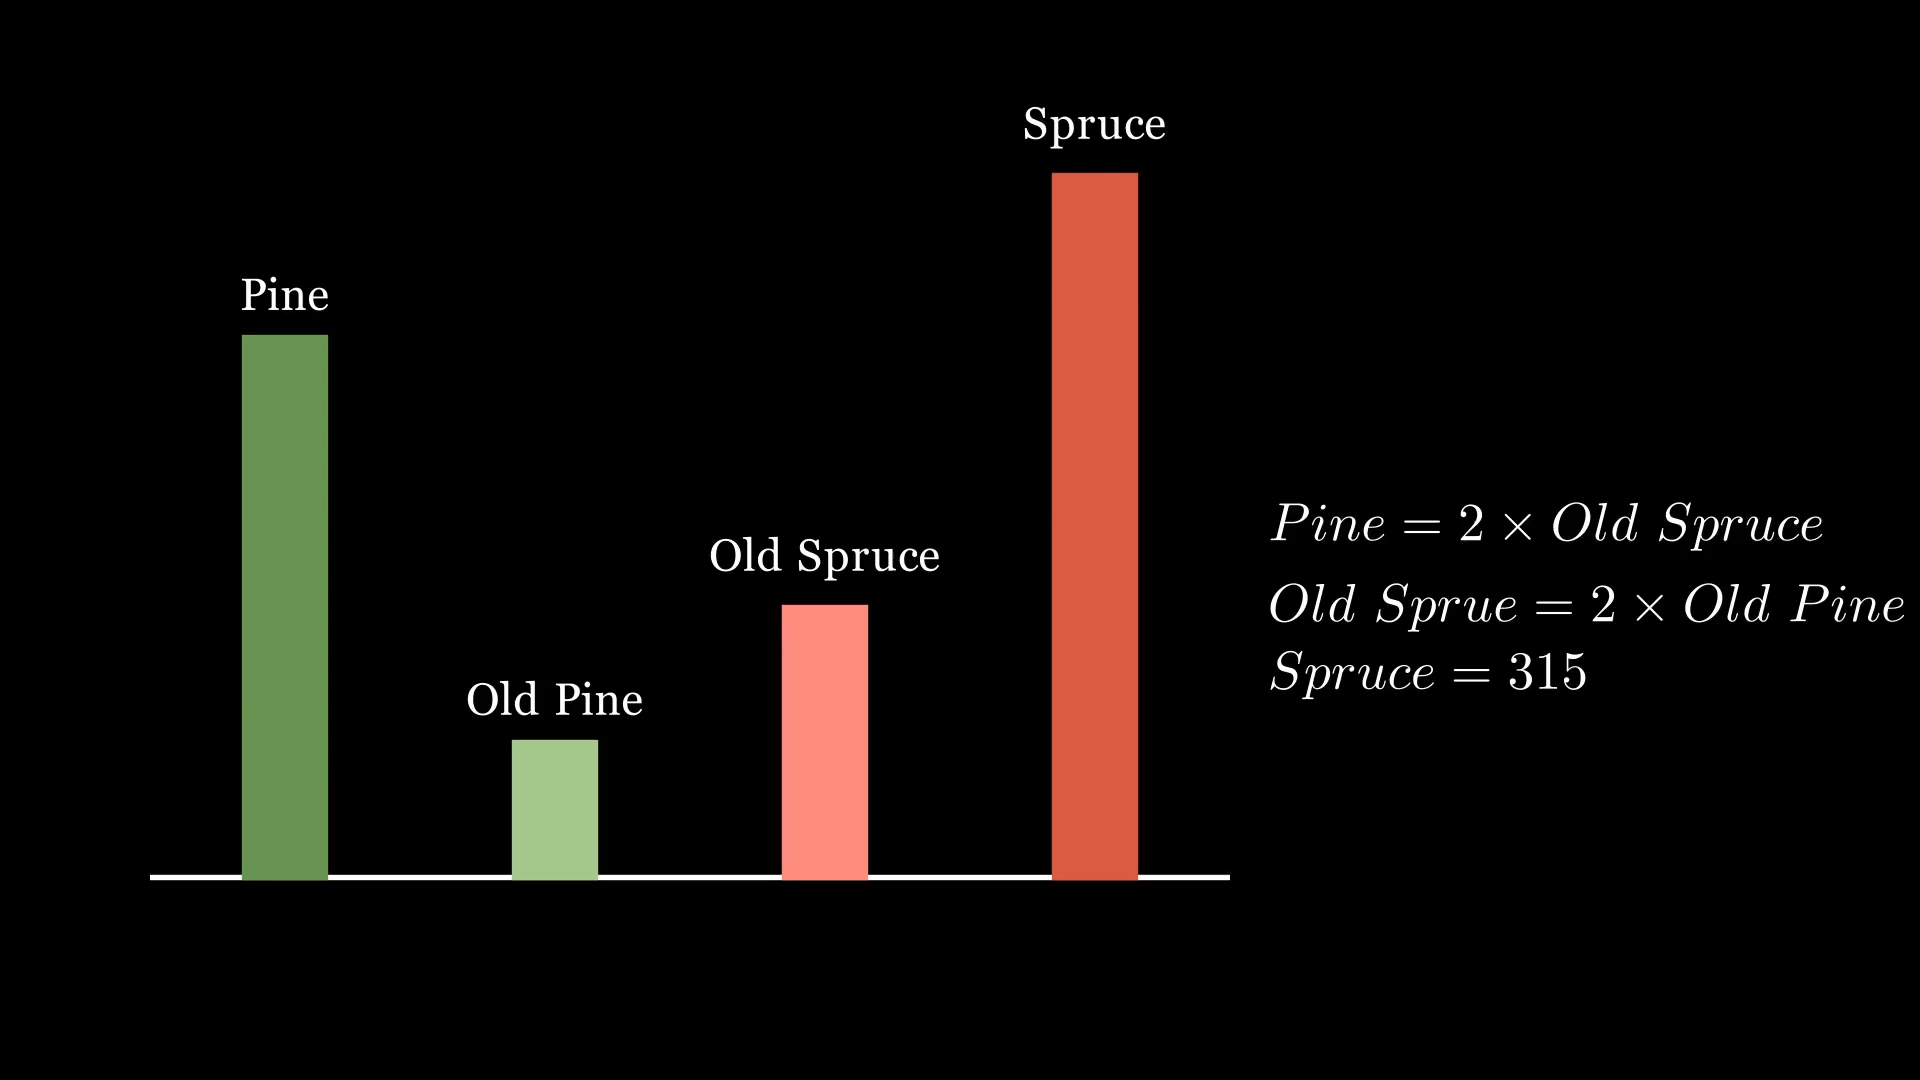 Spruce
Pine
Old Spruce
Old Pine
Pine = 2 × Old Spruce
Old Sprue = 2 × Old Pine
Spruce = 315